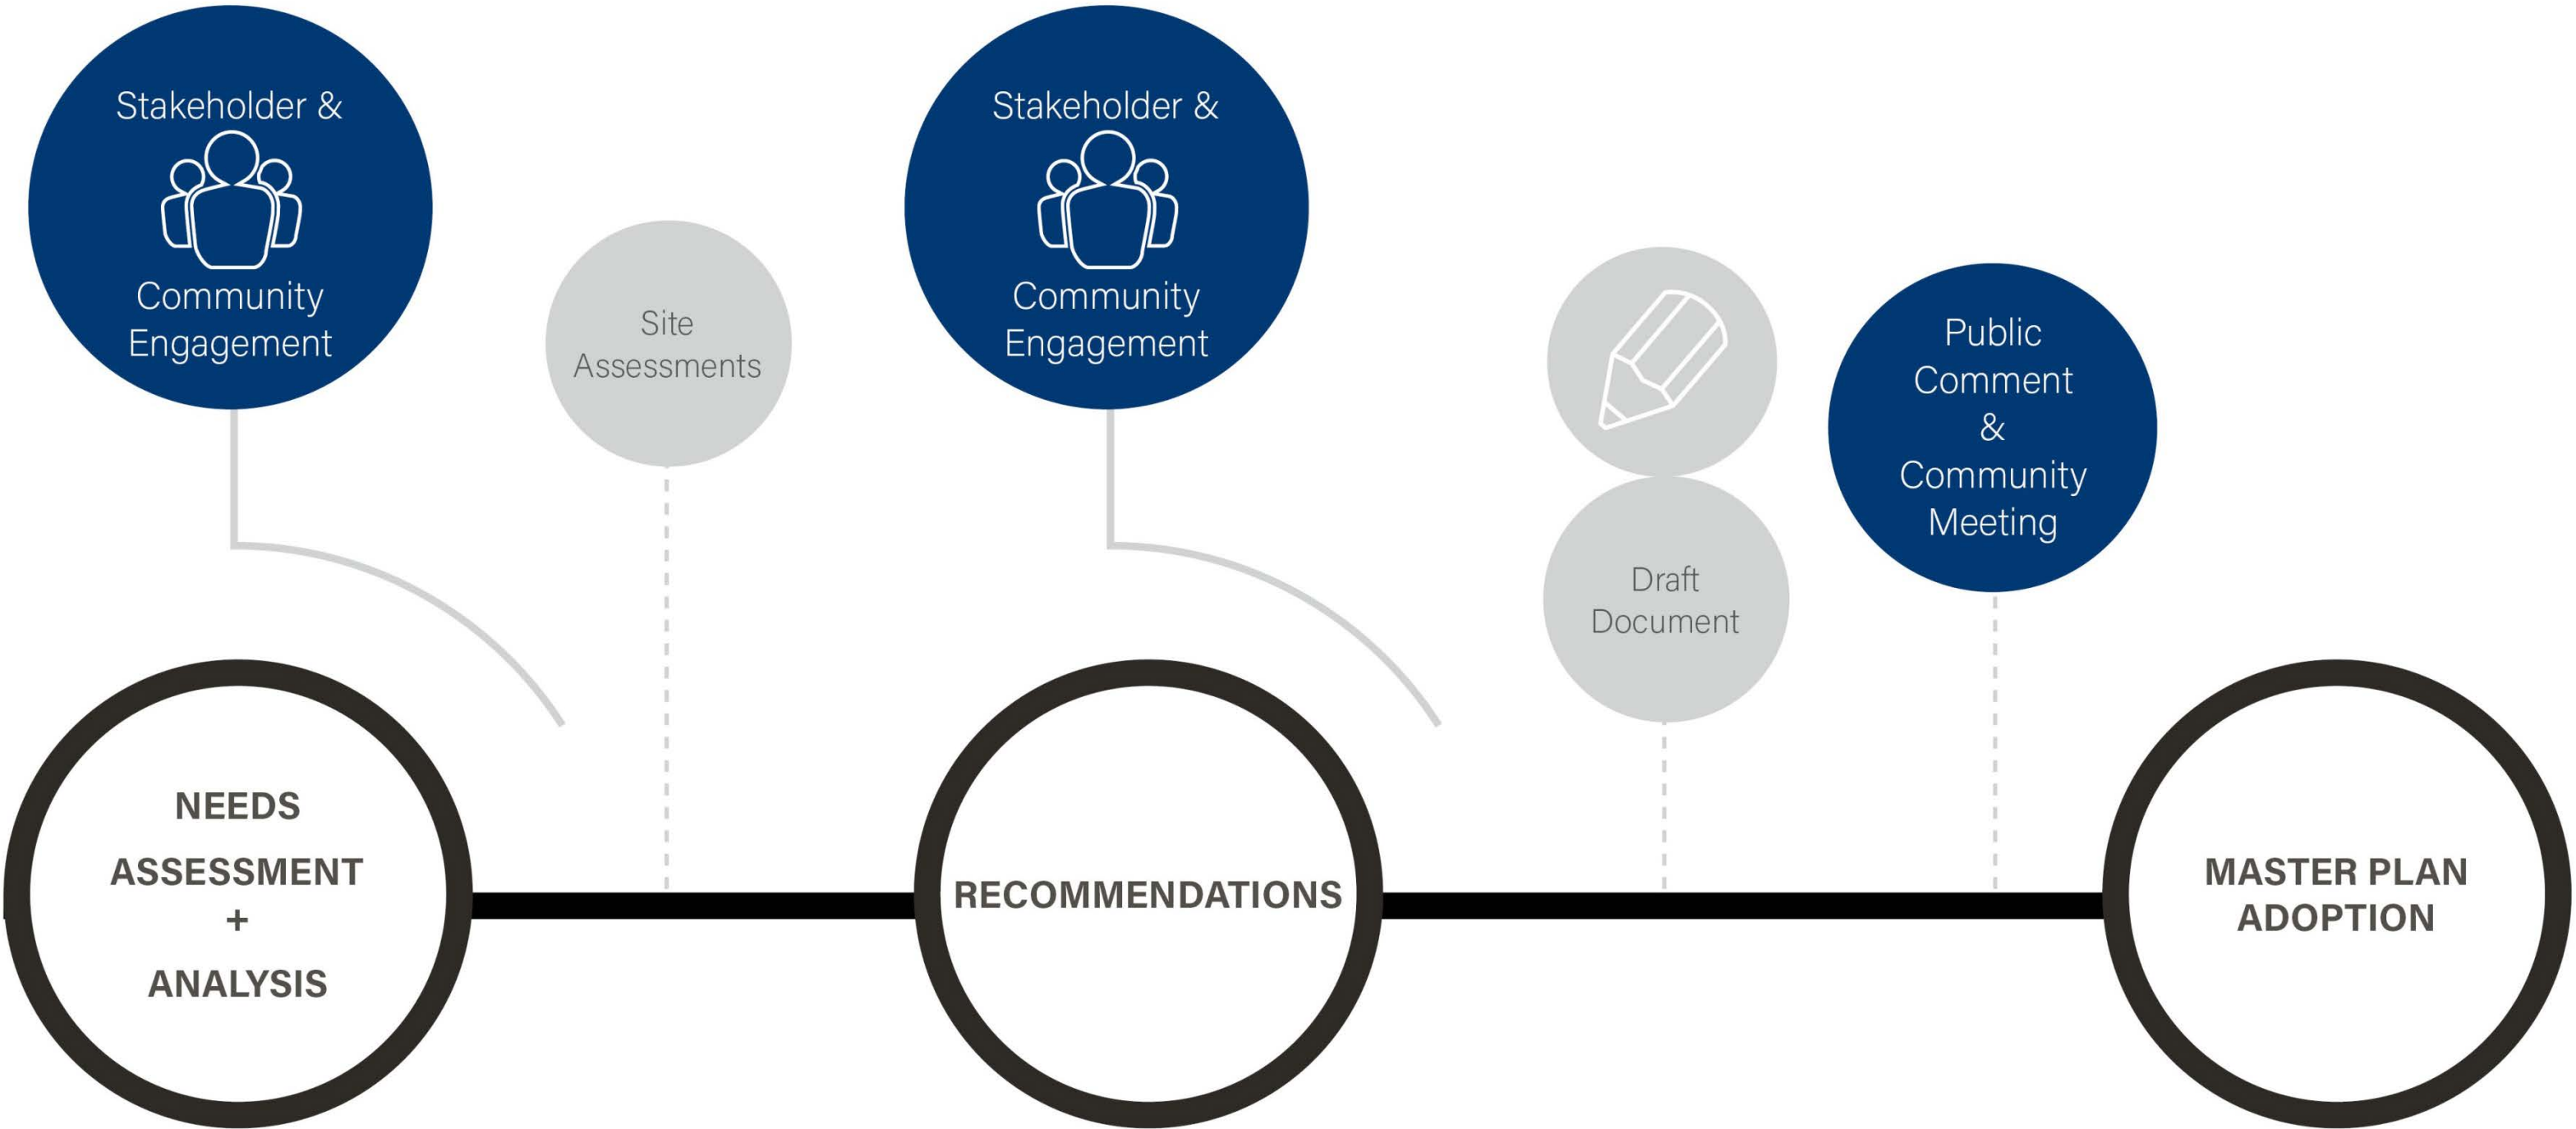 Stakeholder &
Community
Engagement
Site
Assessments
Stakeholder &
Community
Engagement
Draft
Document
Public
Comment
&
Community
Meeting
NEEDS
ASSESSMENT
+
ANALYSIS
RECOMMENDATIONS
MASTER PLAN
ADOPTION